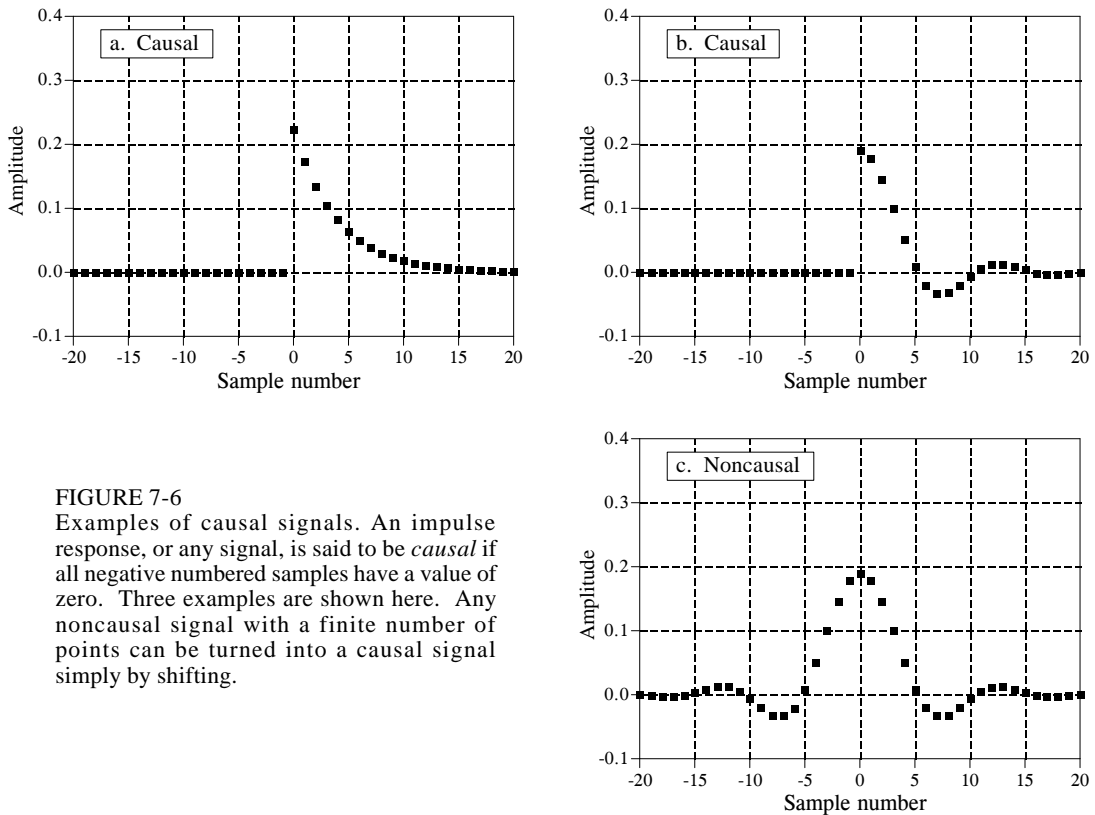 a. Causal
0.4
0.3
0.2
0.1
0.0
-0.1
Amplitude
-20 -15 -10 -5 0 5 10 15 20
Sample number
b. Causal
0.4
0.3
0.2
0.1
0.0
-0.1
Amplitude
-20 -15 -10 -5 0 5 10 15 20
Sample number
c. Noncausal
0.4
0.3
0.2
0.1
0.0
-0.1
Amplitude
-20 -15 -10 -5 0 5 10 15 20
Sample number
FIGURE 7-6
Examples of causal signals. An impulse
response, or any signal, is said to be causal if
all negative numbered samples have a value of
zero. Three examples are shown here. Any
noncausal signal with a finite number of
points can be turned into a causal signal
simply by shifting.